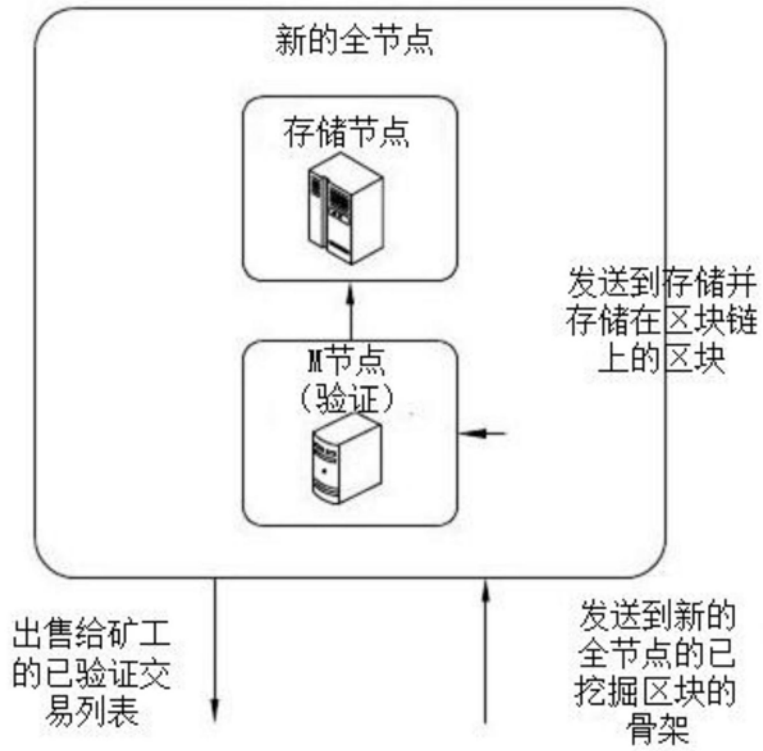 新的全节点
存储节点
发送到存储并
存储在区块链
上的区块
M节点
（验证）
出售给矿工
的已验证交
易列表
发送到新的
全节点的已
挖掘区块的
骨架